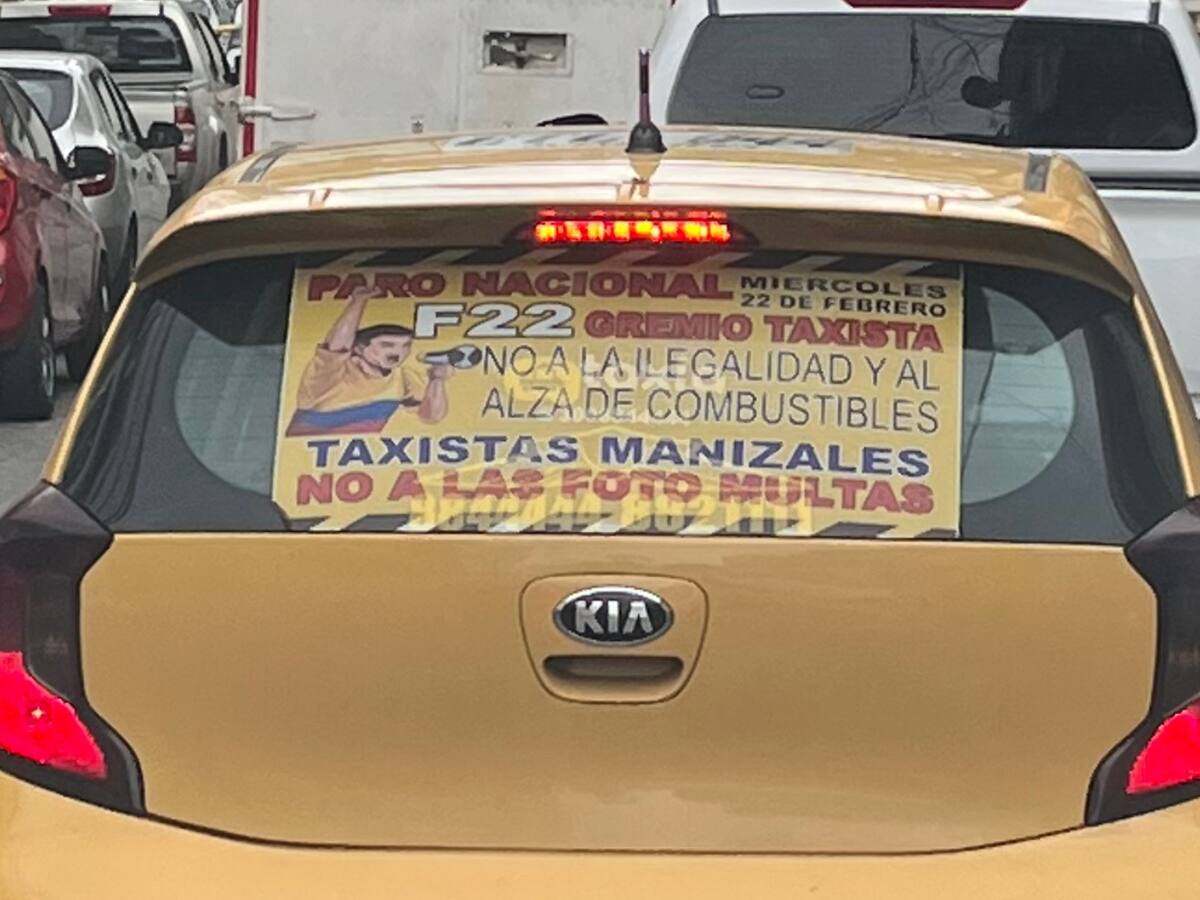 PARO NACIONAL
MIERCOLES
22 DE FEBRERO
F22 GREMIO TAXISTA
NO A LA ILEGALIDAD Y AL
ALZA DE COMBUSTIBLES
TAXISTAS MANIZALES
NO A LAS FOTO MULTAS
KIA